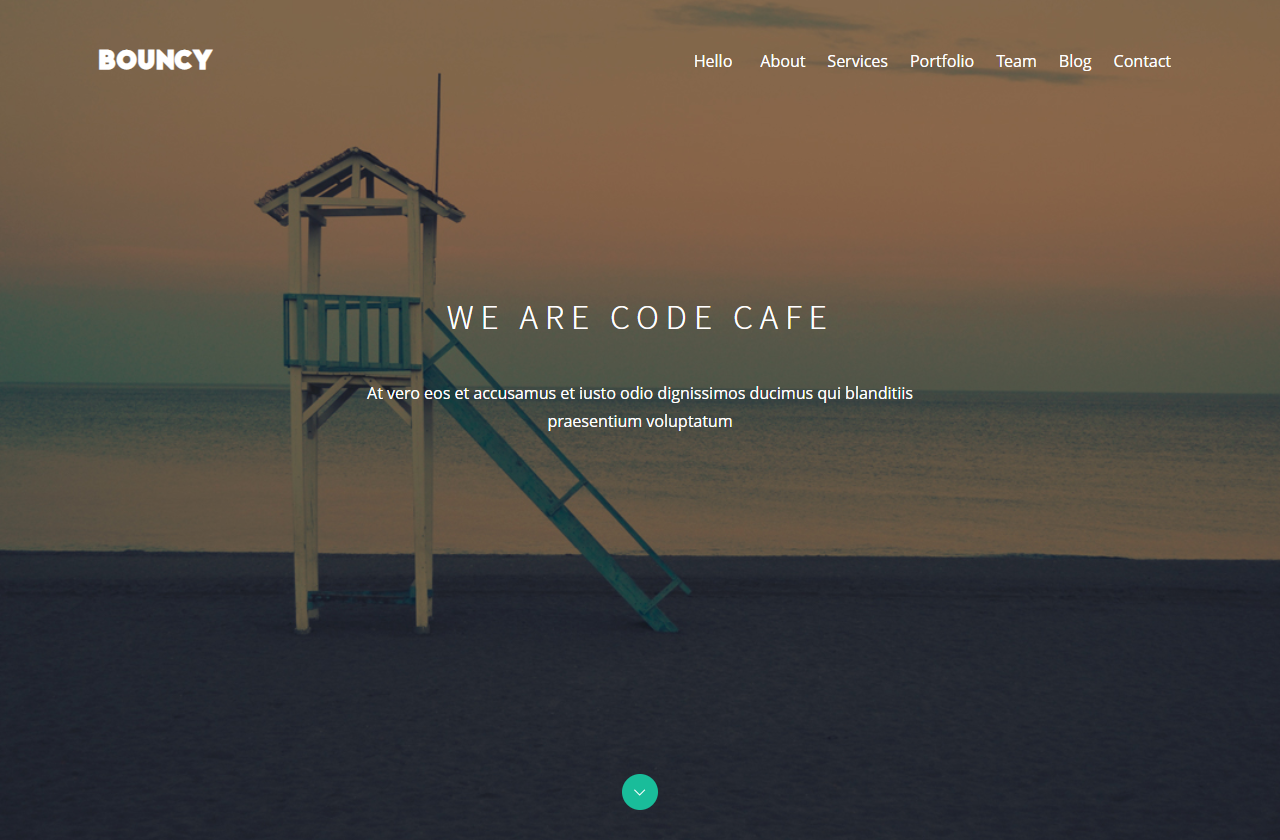 BOUNCY
Hello About Services Portfolio Team Blog Contact
WE ARE CODE CAFE
At vero eos et accusamus et iusto odio dignissimos ducimus qui blanditiis
praesentium voluptatum